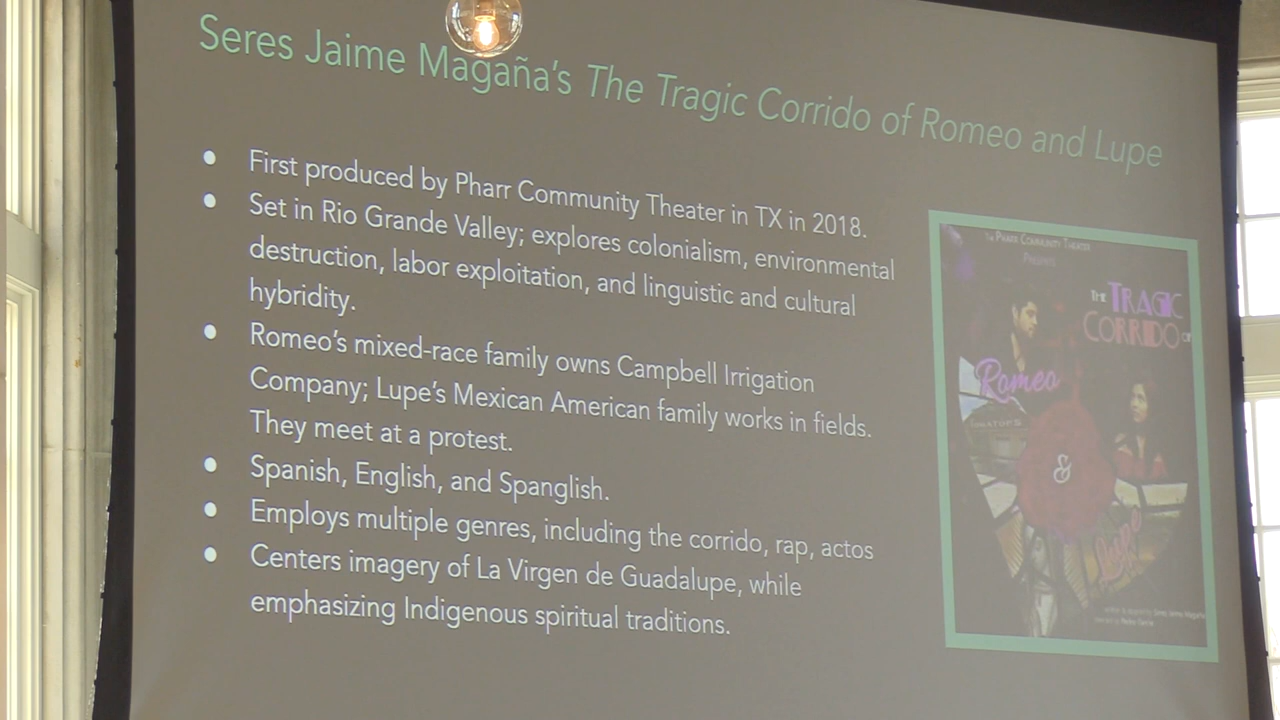 Seres Jaime Magaña's The Tragic Corrido of Romeo and Lupe
• First produced by Pharr Community Theater in TX in 2018.
• Set in Rio Grande Valley; explores colonialism, environmental
destruction, labor exploitation, and linguistic and cultural
hybridity.
• Romeo's mixed-race family owns Campbell Irrigation
Company; Lupe's Mexican American family works in fields.
They meet at a protest.
• Spanish, English, and Spanglish.
• Employs multiple genres, including the corrido, rap, actos
• Centers imagery of La Virgen de Guadalupe, while
emphasizing Indigenous spiritual traditions.
The Pharr Community Theater
Presents
THE TRAGIC
CORRIDO OF
Romeo
&
Lupe
Seres Jaime Magaña